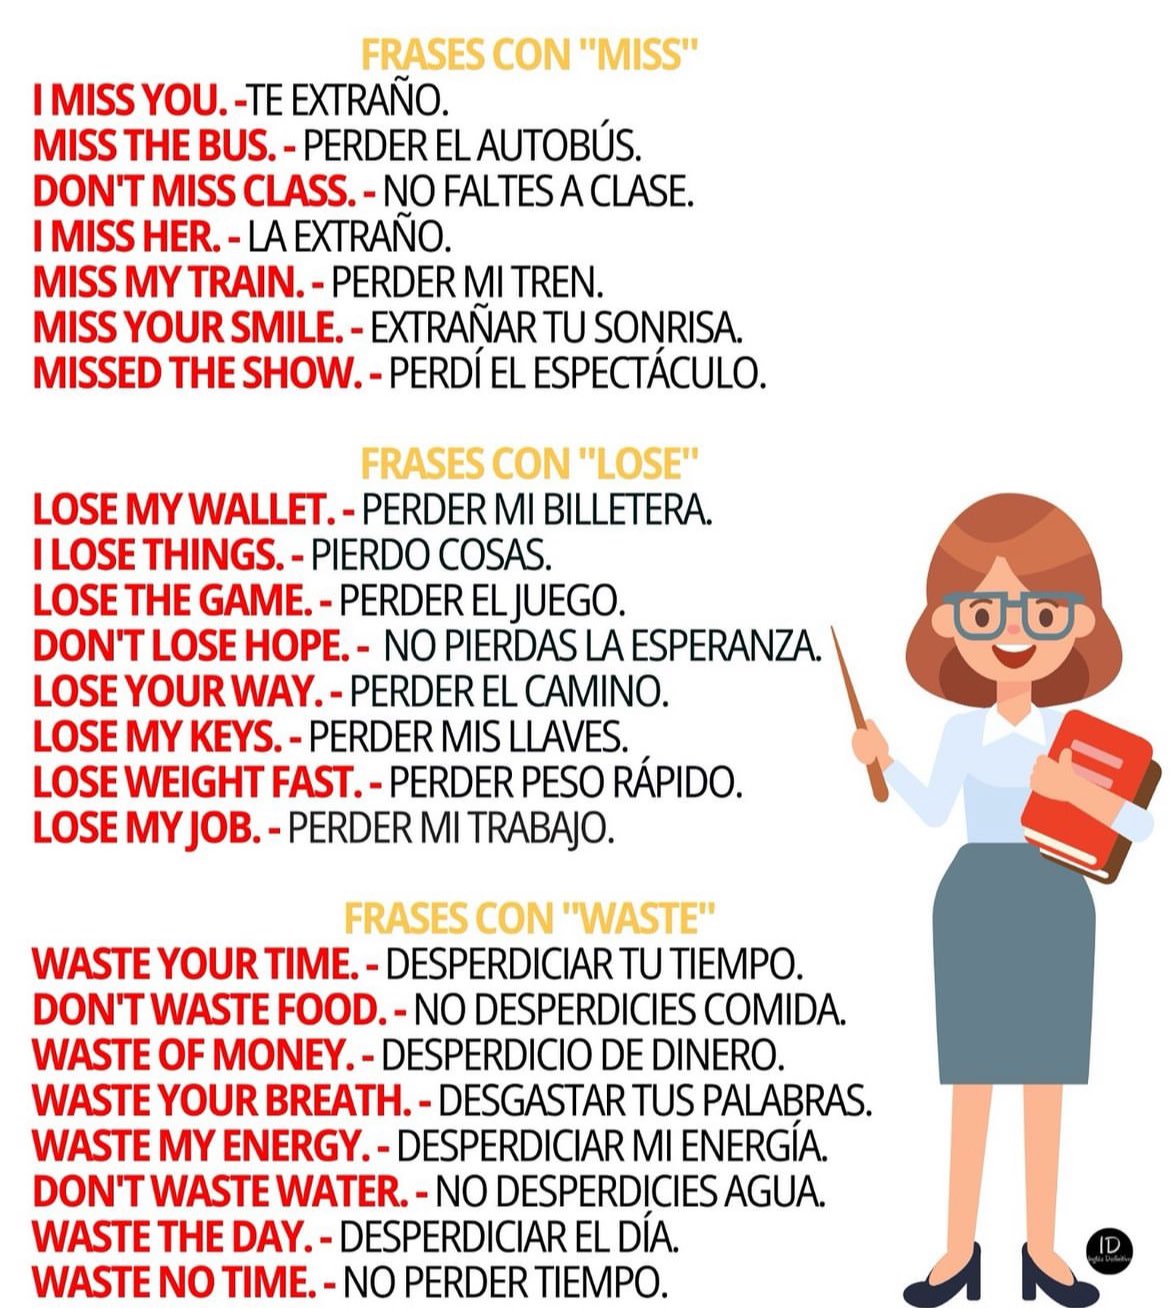 FRASES CON "MISS"
I MISS YOU. -TE EXTRAÑO.
MISS THE BUS. - PERDER EL AUTOBÚS.
DON'T MISS CLASS. - NO FALTES A CLASE.
I MISS HER. - LA EXTRAÑO.
MISS MY TRAIN. - PERDER MI TREN.
MISS YOUR SMILE. - EXTRAÑAR TU SONRISA.
MISSED THE SHOW. - PERDÍ EL ESPECTÁCULO.
FRASES CON "LOSE"
LOSE MY WALLET. - PERDER MI BILLETERA.
I LOSE THINGS. - PIERDO COSAS.
LOSE THE GAME. - PERDER EL JUEGO.
DON'T LOSE HOPE. - NO PIERDAS LA ESPERANZA.
LOSE YOUR WAY. - PERDER EL CAMINO.
LOSE MY KEYS. - PERDER MIS LLAVES.
LOSE WEIGHT FAST. - PERDER PESO RÁPIDO.
LOSE MY JOB. - PERDER MI TRABAJO.
FRASES CON "WASTE"
WASTE YOUR TIME. - DESPERDICIAR TU TIEMPO.
DON'T WASTE FOOD. - NO DESPERDICIES COMIDA.
WASTE OF MONEY. - DESPERDICIO DE DINERO.
WASTE YOUR BREATH. - DESGASTAR TUS PALABRAS.
WASTE MY ENERGY. - DESPERDICIAR MI ENERGÍA.
DON'T WASTE WATER. - NO DESPERDICIES AGUA.
WASTE THE DAY. - DESPERDICIAR EL DÍA.
WASTE NO TIME. - NO PERDER TIEMPO.
ID